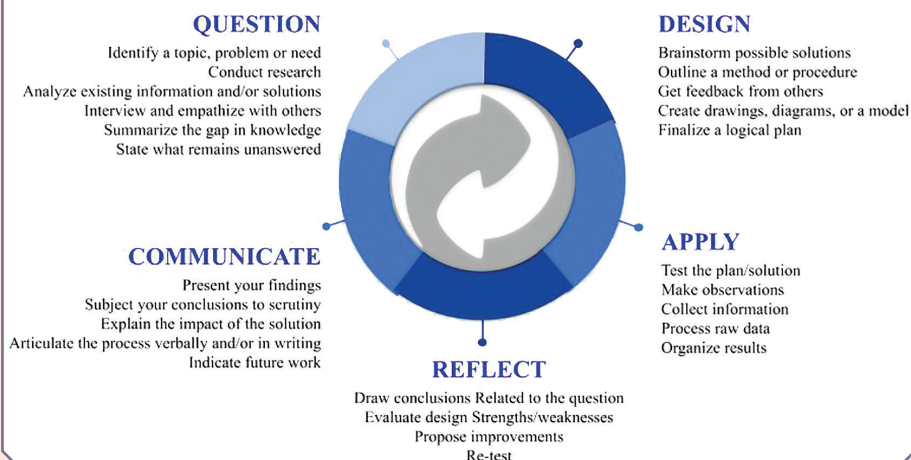 QUESTION
Identify a topic, problem or need
Conduct research
Analyze existing information and/or solutions
Interview and empathize with others
Summarize the gap in knowledge
State what remains unanswered
DESIGN
Brainstorm possible solutions
Outline a method or procedure
Get feedback from others
Create drawings, diagrams, or a model
Finalize a logical plan
APPLY
Test the plan/solution
Make observations
Collect information
Process raw data
Organize results
REFLECT
Draw conclusions Related to the question
Evaluate design Strengths/weaknesses
Propose improvements
Re-test
COMMUNICATE
Present your findings
Subject your conclusions to scrutiny
Explain the impact of the solution
Articulate the process verbally and/or in writing
Indicate future work